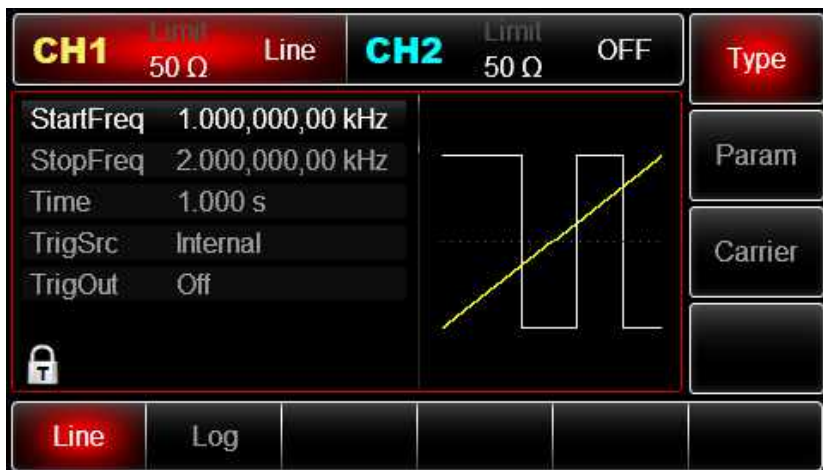 CH1 Limit 50 Ω Line
CH2 Limit 50 Ω OFF
Type
StartFreq 1.000,000,00 kHz
StopFreq 2.000,000,00 kHz
Time 1.000 s
TrigSrc Internal
TrigOut Off
T
Param
Carrier
Line Log